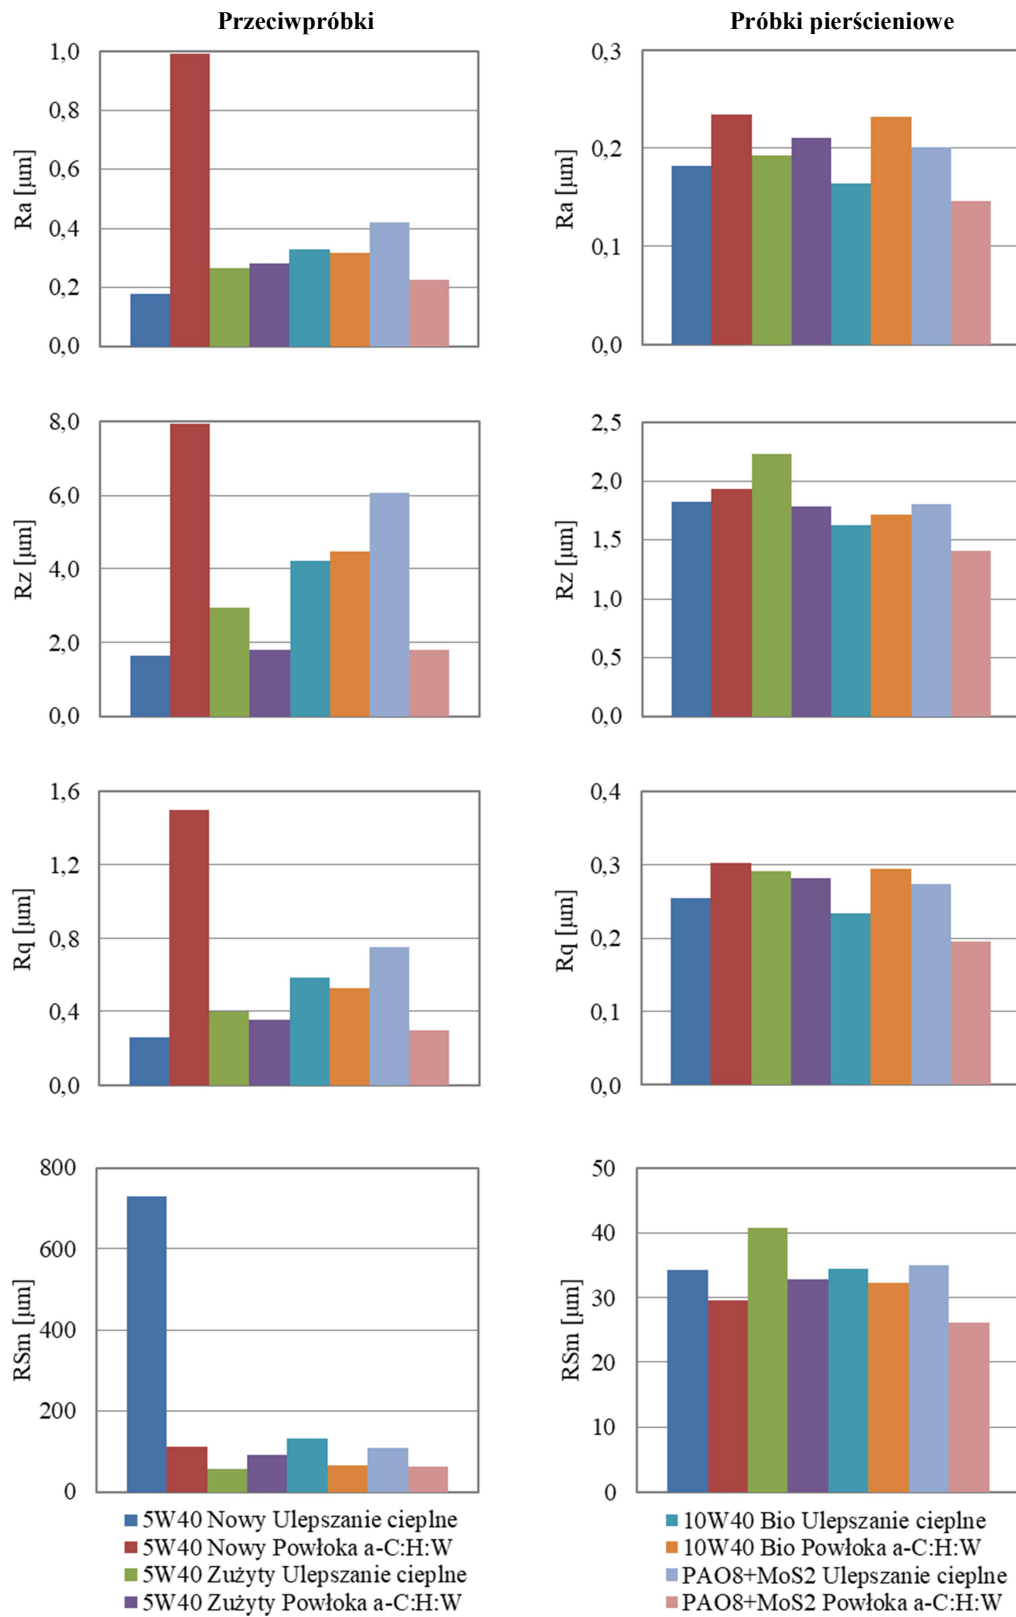 Przeciwpróbki
Próbki pierścieniowe
Ra [µm]
1,0
0,8
0,6
0,4
0,2
0,0
Ra [µm]
0,3
0,2
0,1
0,0
Rz [µm]
8,0
6,0
4,0
2,0
0,0
Rz [µm]
2,5
2,0
1,5
1,0
0,5
0,0
Rq [µm]
1,6
1,2
0,8
0,4
0,0
Rq [µm]
0,4
0,3
0,2
0,1
0,0
RSm [µm]
800
600
400
200
0
RSm [µm]
50
40
30
20
10
0
5W40 Nowy Ulepszanie cieplne
5W40 Nowy Powłoka a-C:H:W
5W40 Zużyty Ulepszanie cieplne
5W40 Zużyty Powłoka a-C:H:W
10W40 Bio Ulepszanie cieplne
10W40 Bio Powłoka a-C:H:W
PAO8+MoS2 Ulepszanie cieplne
PAO8+MoS2 Powłoka a-C:H:W